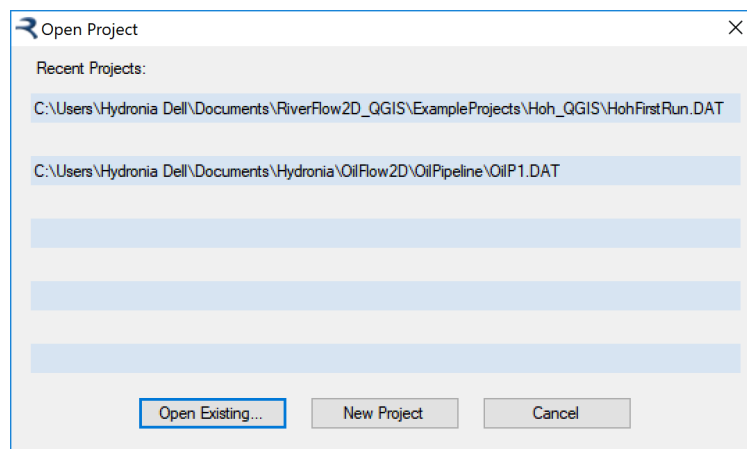 Open Project
Recent Projects:
C:\Users\Hydronia Dell\Documents\RiverFlow2D_QGIS\ExampleProjects\Hoh_QGIS\HohFirstRun.DAT
C:\Users\Hydronia Dell\Documents\Hydronia\OilFlow2D\OilPipeline\OilP1.DAT
Open Existing... New Project Cancel